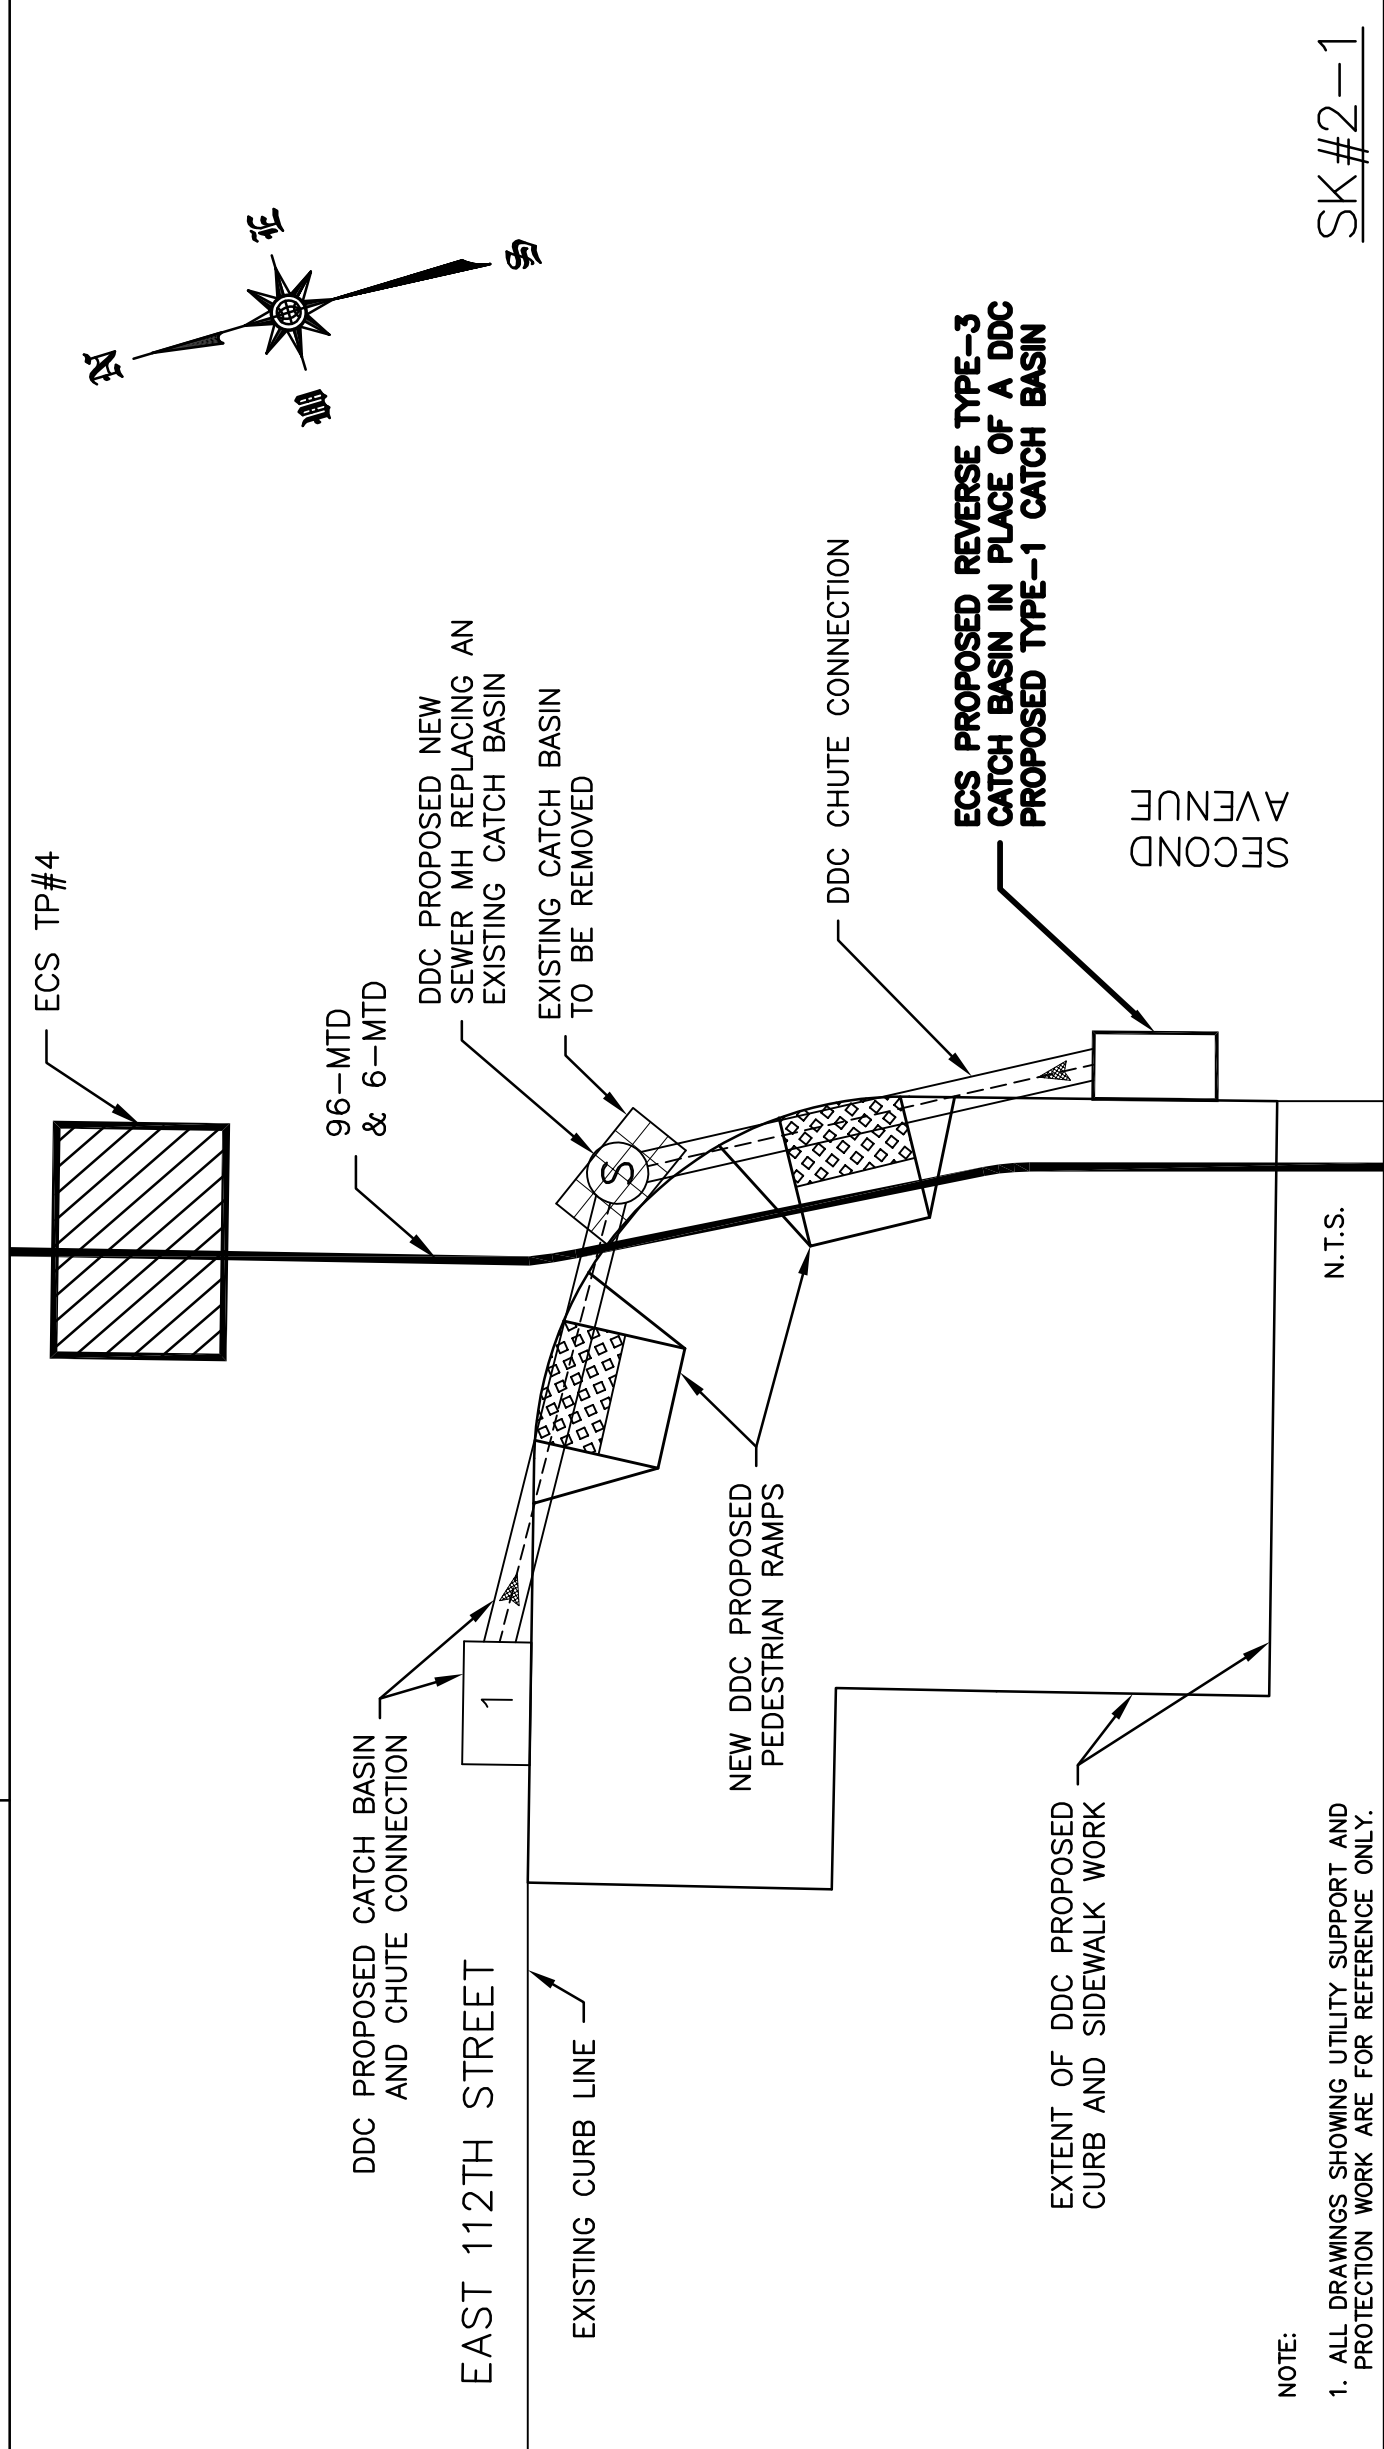 ECS TP#4
N
E
S
W
96-MTD
& 6-MTD
DDC PROPOSED NEW
SEWER MH REPLACING AN
EXISTING CATCH BASIN
EXISTING CATCH BASIN
TO BE REMOVED
S
DDC PROPOSED CATCH BASIN
AND CHUTE CONNECTION
1
EAST 112TH STREET
EXISTING CURB LINE
NEW DDC PROPOSED
PEDESTRIAN RAMPS
DDC CHUTE CONNECTION
ECS PROPOSED REVERSE TYPE-3
CATCH BASIN IN PLACE OF A DDC
PROPOSED TYPE-1 CATCH BASIN
SECOND
AVENUE
EXTENT OF DDC PROPOSED
CURB AND SIDEWALK WORK
NOTE:
1. ALL DRAWINGS SHOWING UTILITY SUPPORT AND
PROTECTION WORK ARE FOR REFERENCE ONLY.
N.T.S.
SK#2-1